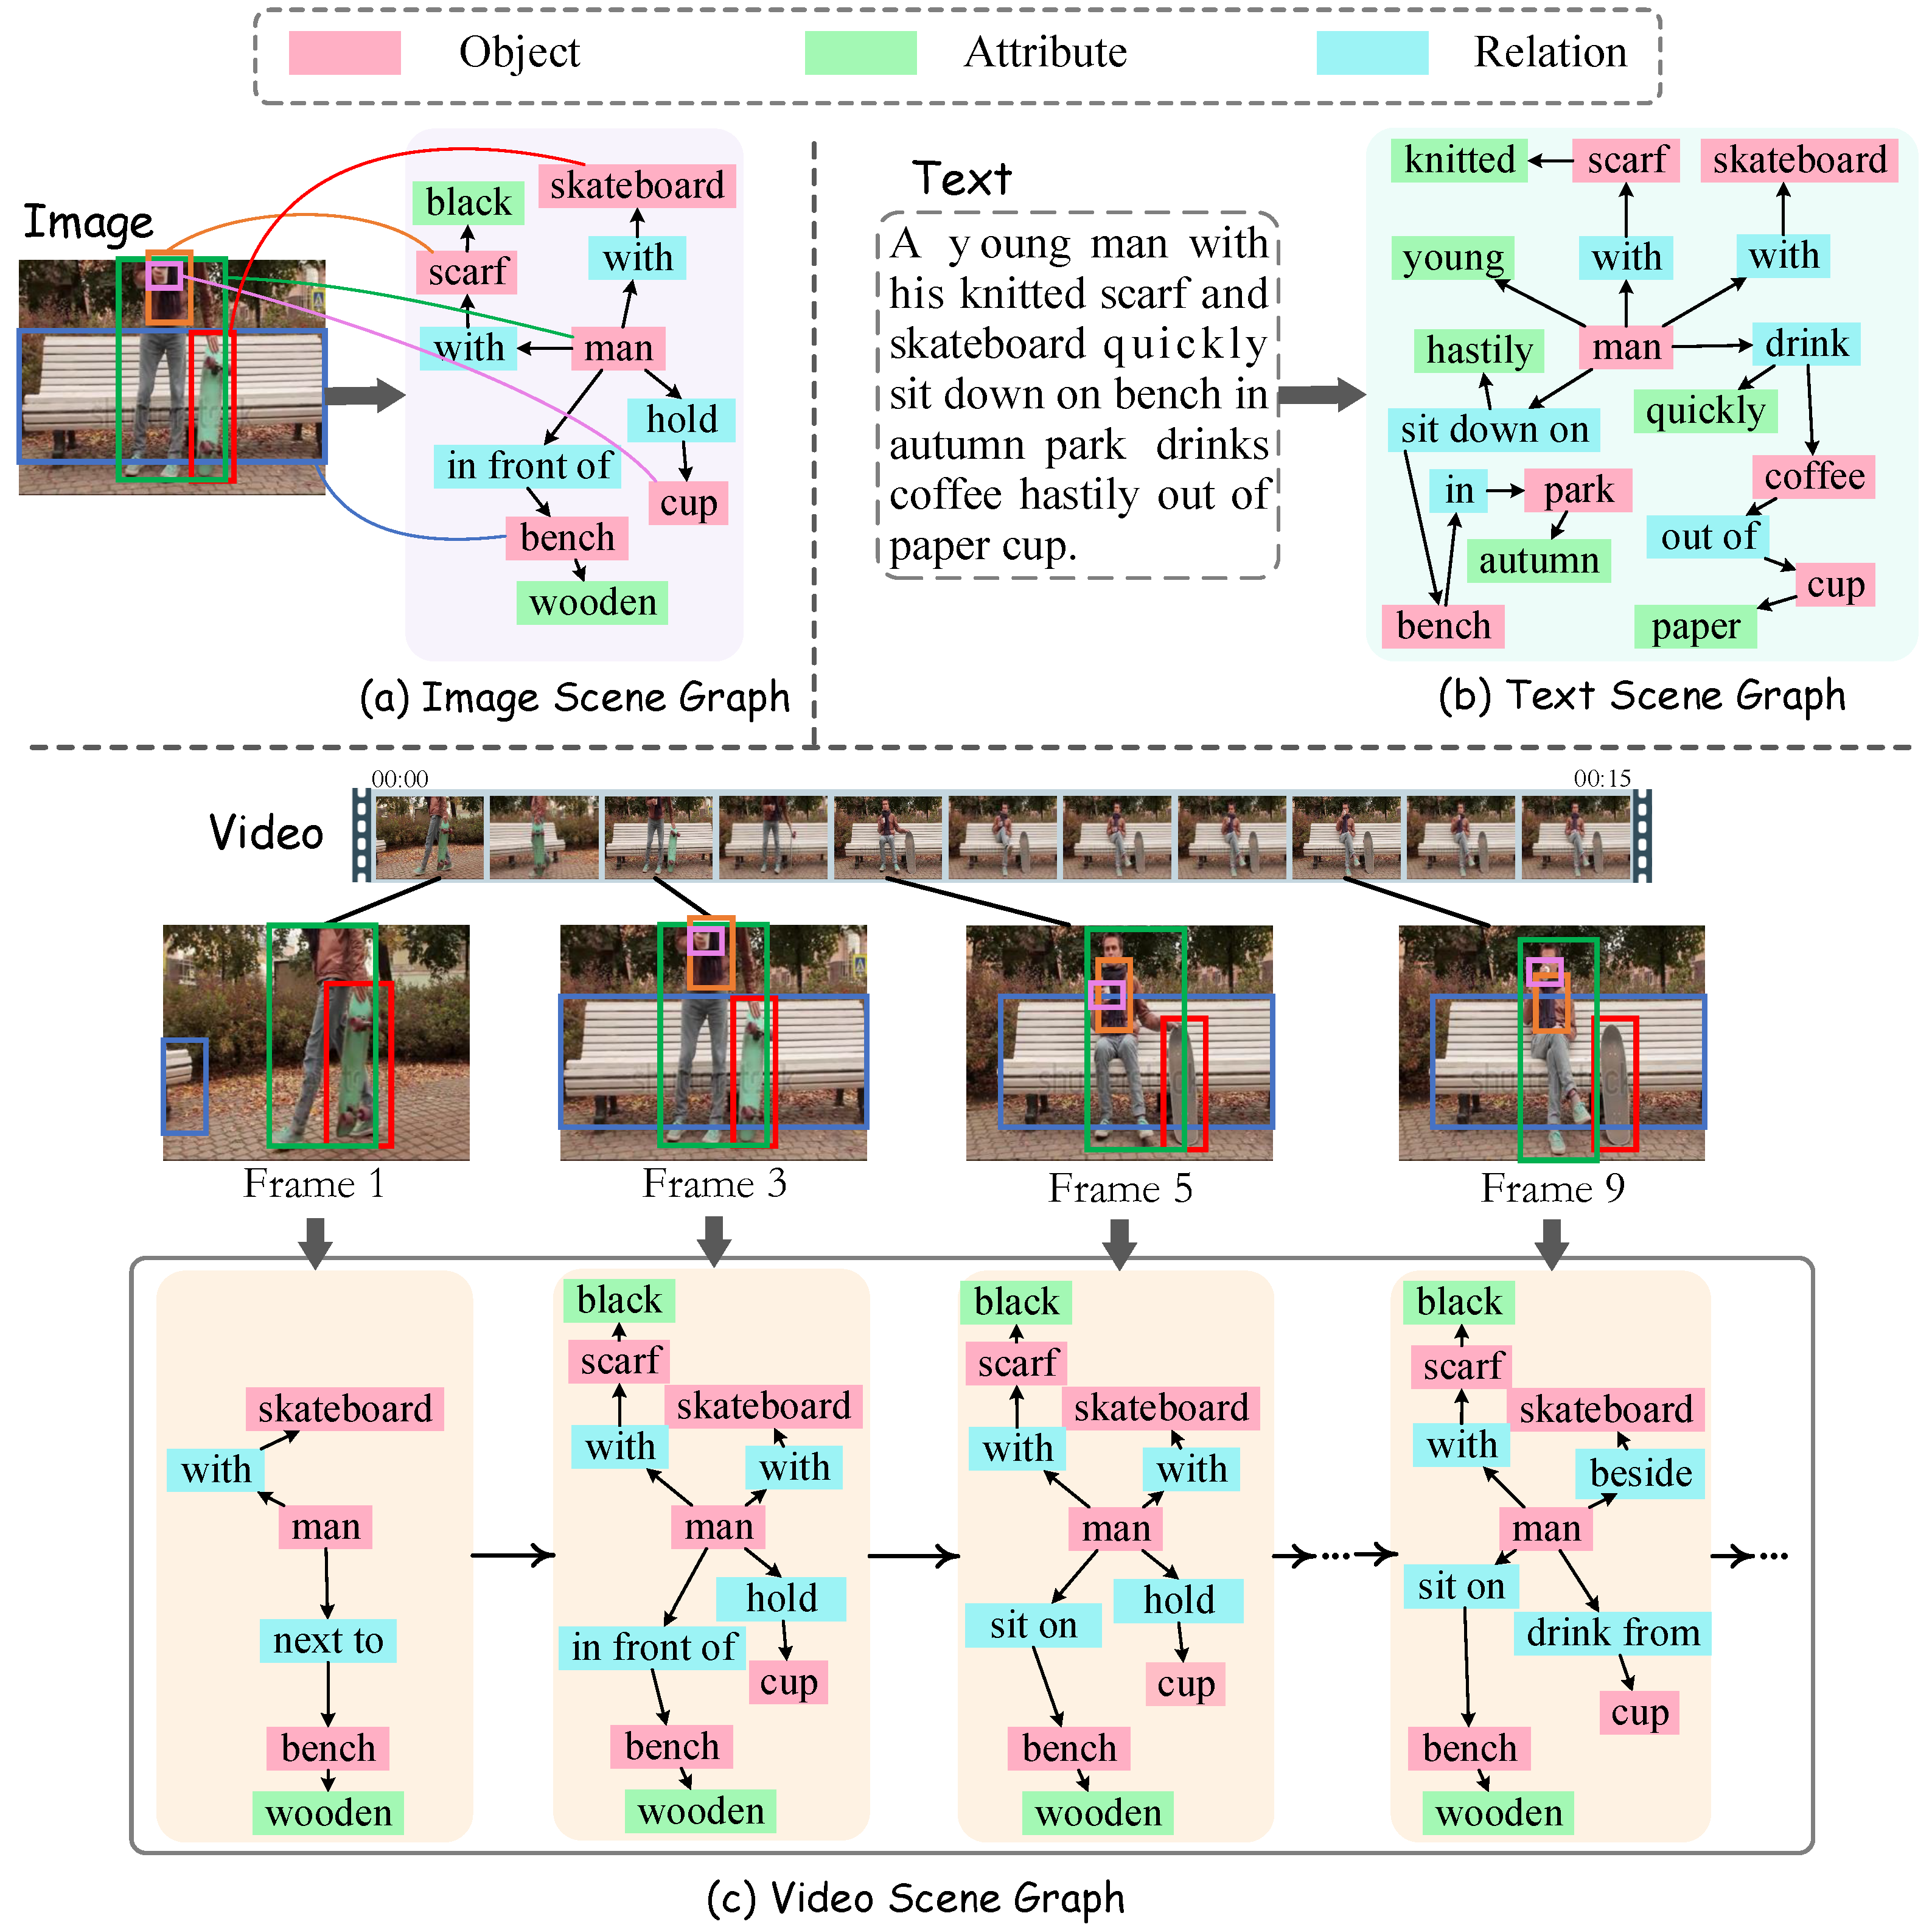 Object Attribute Relation
Image
black
skateboard
scarf
with
with
man
hold
in front of
cup
bench
wooden
(a) Image Scene Graph
Text
A young man with
his knitted scarf and
skateboard quickly
sit down on bench in
autumn park drinks
coffee hastily out of
paper cup.
knitted
scarf
skateboard
young
with
with
hastily
man
drink
sit down on
quickly
in
park
coffee
autumn
out of
cup
bench
paper
(b) Text Scene Graph
00:00
00:15
Video
Frame 1
Frame 3
Frame 5
Frame 9
skateboard
with
man
next to
bench
wooden
black
scarf
skateboard
with
with
man
hold
in front of
cup
bench
wooden
black
scarf
skateboard
with
with
man
hold
sit on
cup
bench
wooden
black
scarf
skateboard
with
beside
man
sit on
drink from
cup
bench
wooden
(c) Video Scene Graph